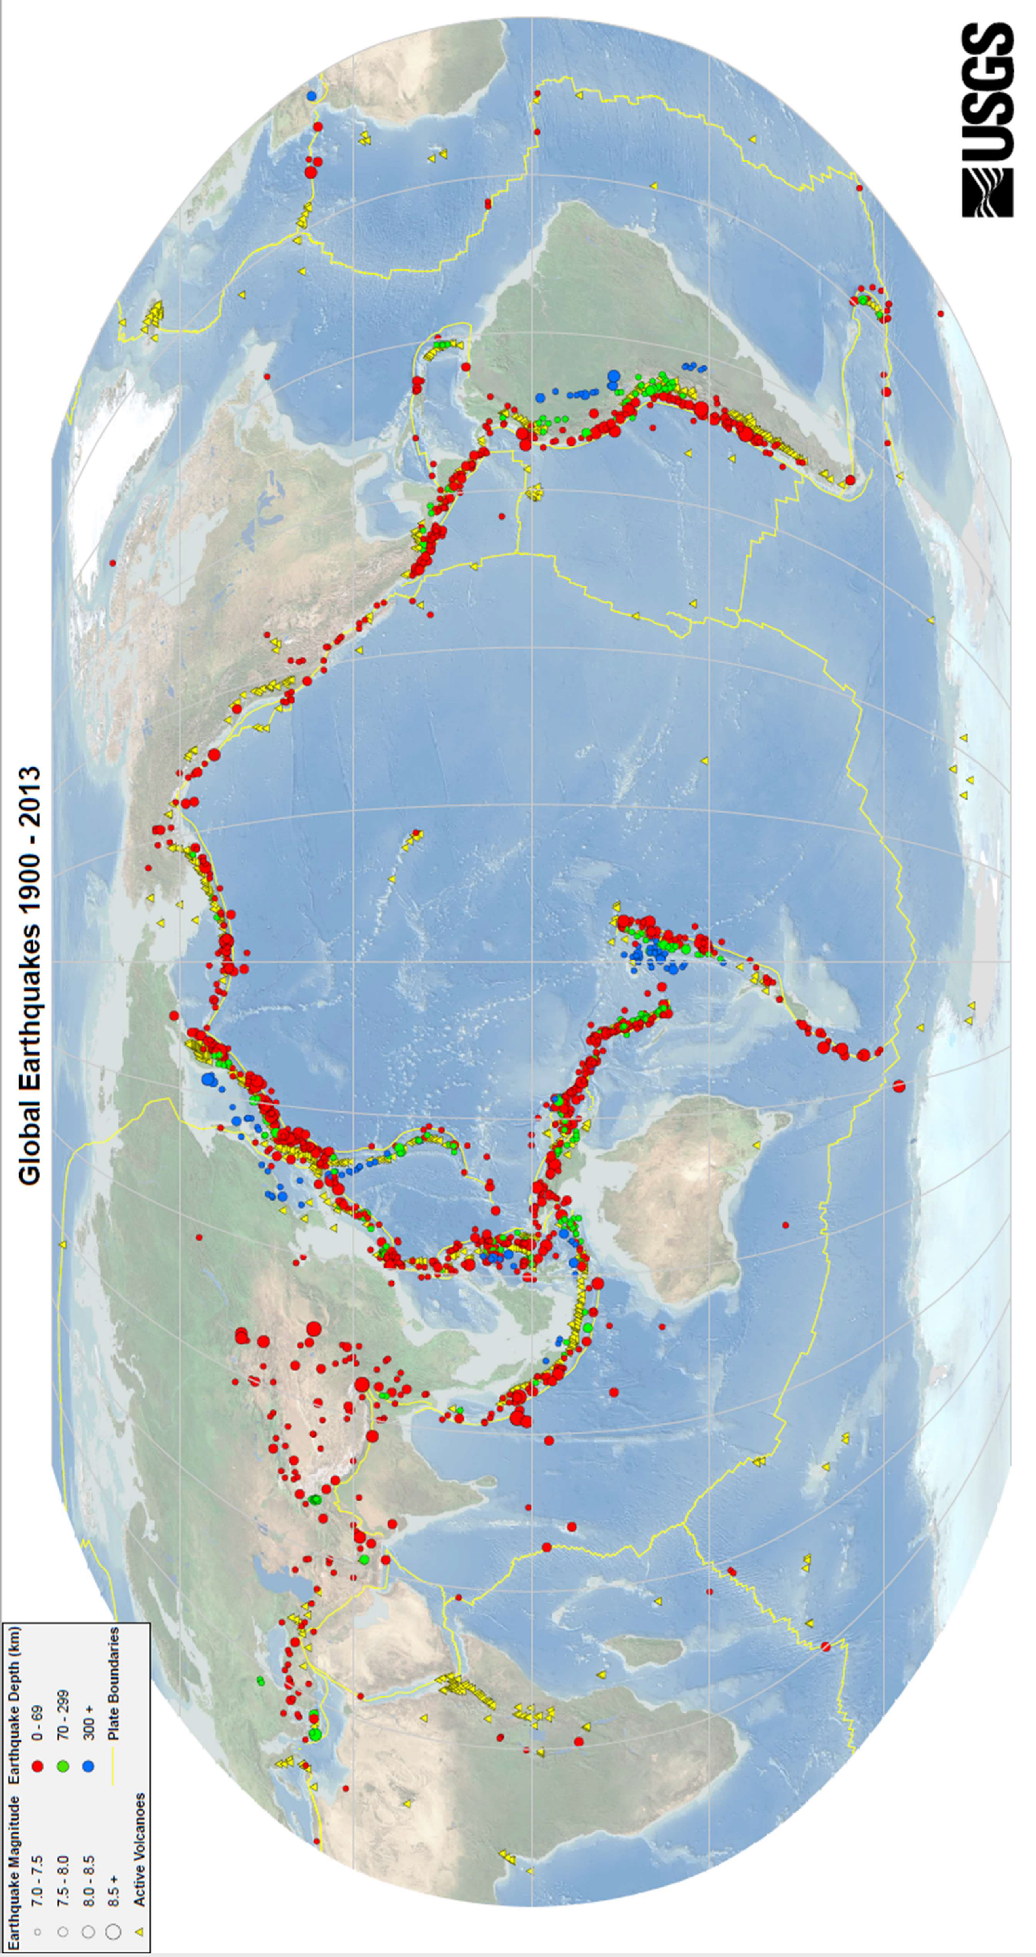 Global Earthquakes 1900 - 2013
Earthquake Magnitude Earthquake Depth (km)
7.0 - 7.5 0 - 69
7.5 - 8.0 70 - 299
8.0 - 8.5 300 +
8.5 + Plate Boundaries
Active Volcanoes
USGS